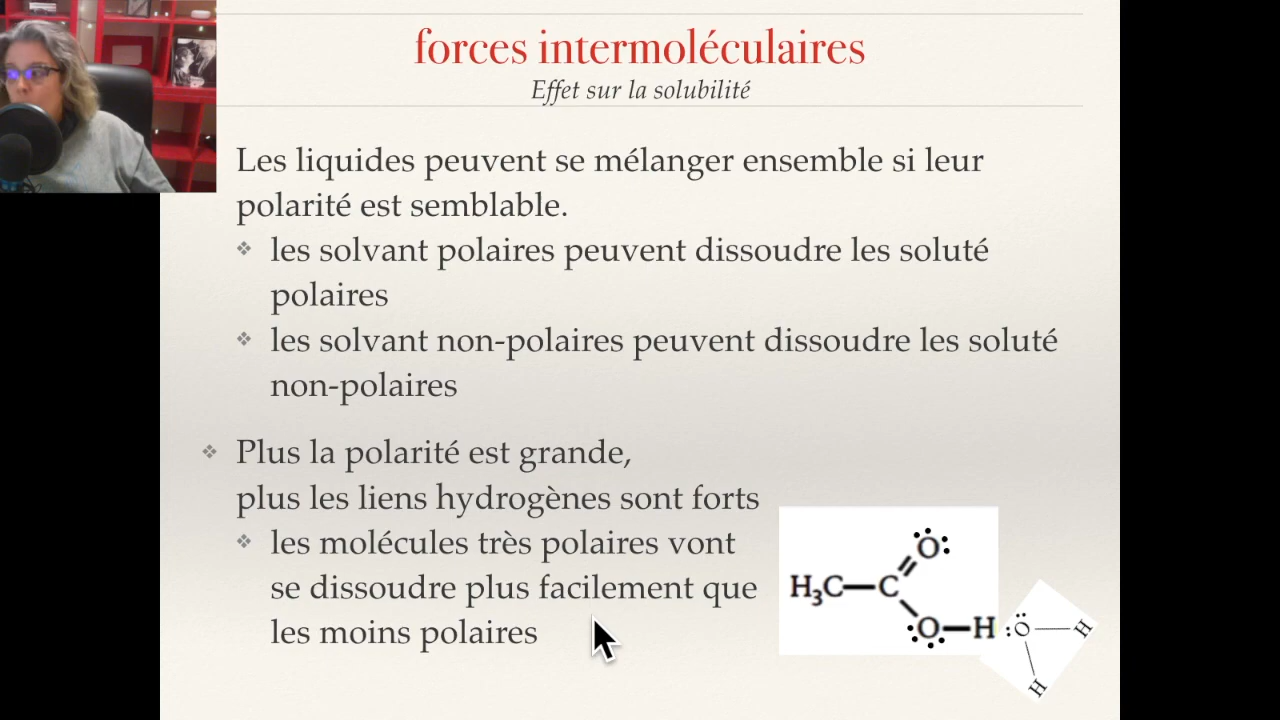 forces intermoléculaires
Effet sur la solubilité
Les liquides peuvent se mélanger ensemble si leur
polarité est semblable.
❖ les solvant polaires peuvent dissoudre les soluté
polaires
❖ les solvant non-polaires peuvent dissoudre les soluté
non-polaires
❖ Plus la polarité est grande,
plus les liens hydrogènes sont forts
❖ les molécules très polaires vont
se dissoudre plus facilement que
les moins polaires
O
H₃C—C
O—H
:O—H
H